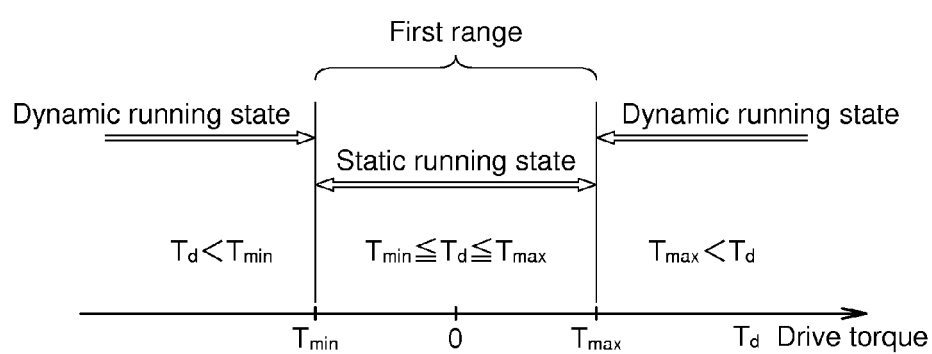 First range
Dynamic running state Dynamic running state
Static running state
Td<Tmin Tmin≦Td≦Tmax Tmax<Td
Tmin 0 Tmax Td Drive torque